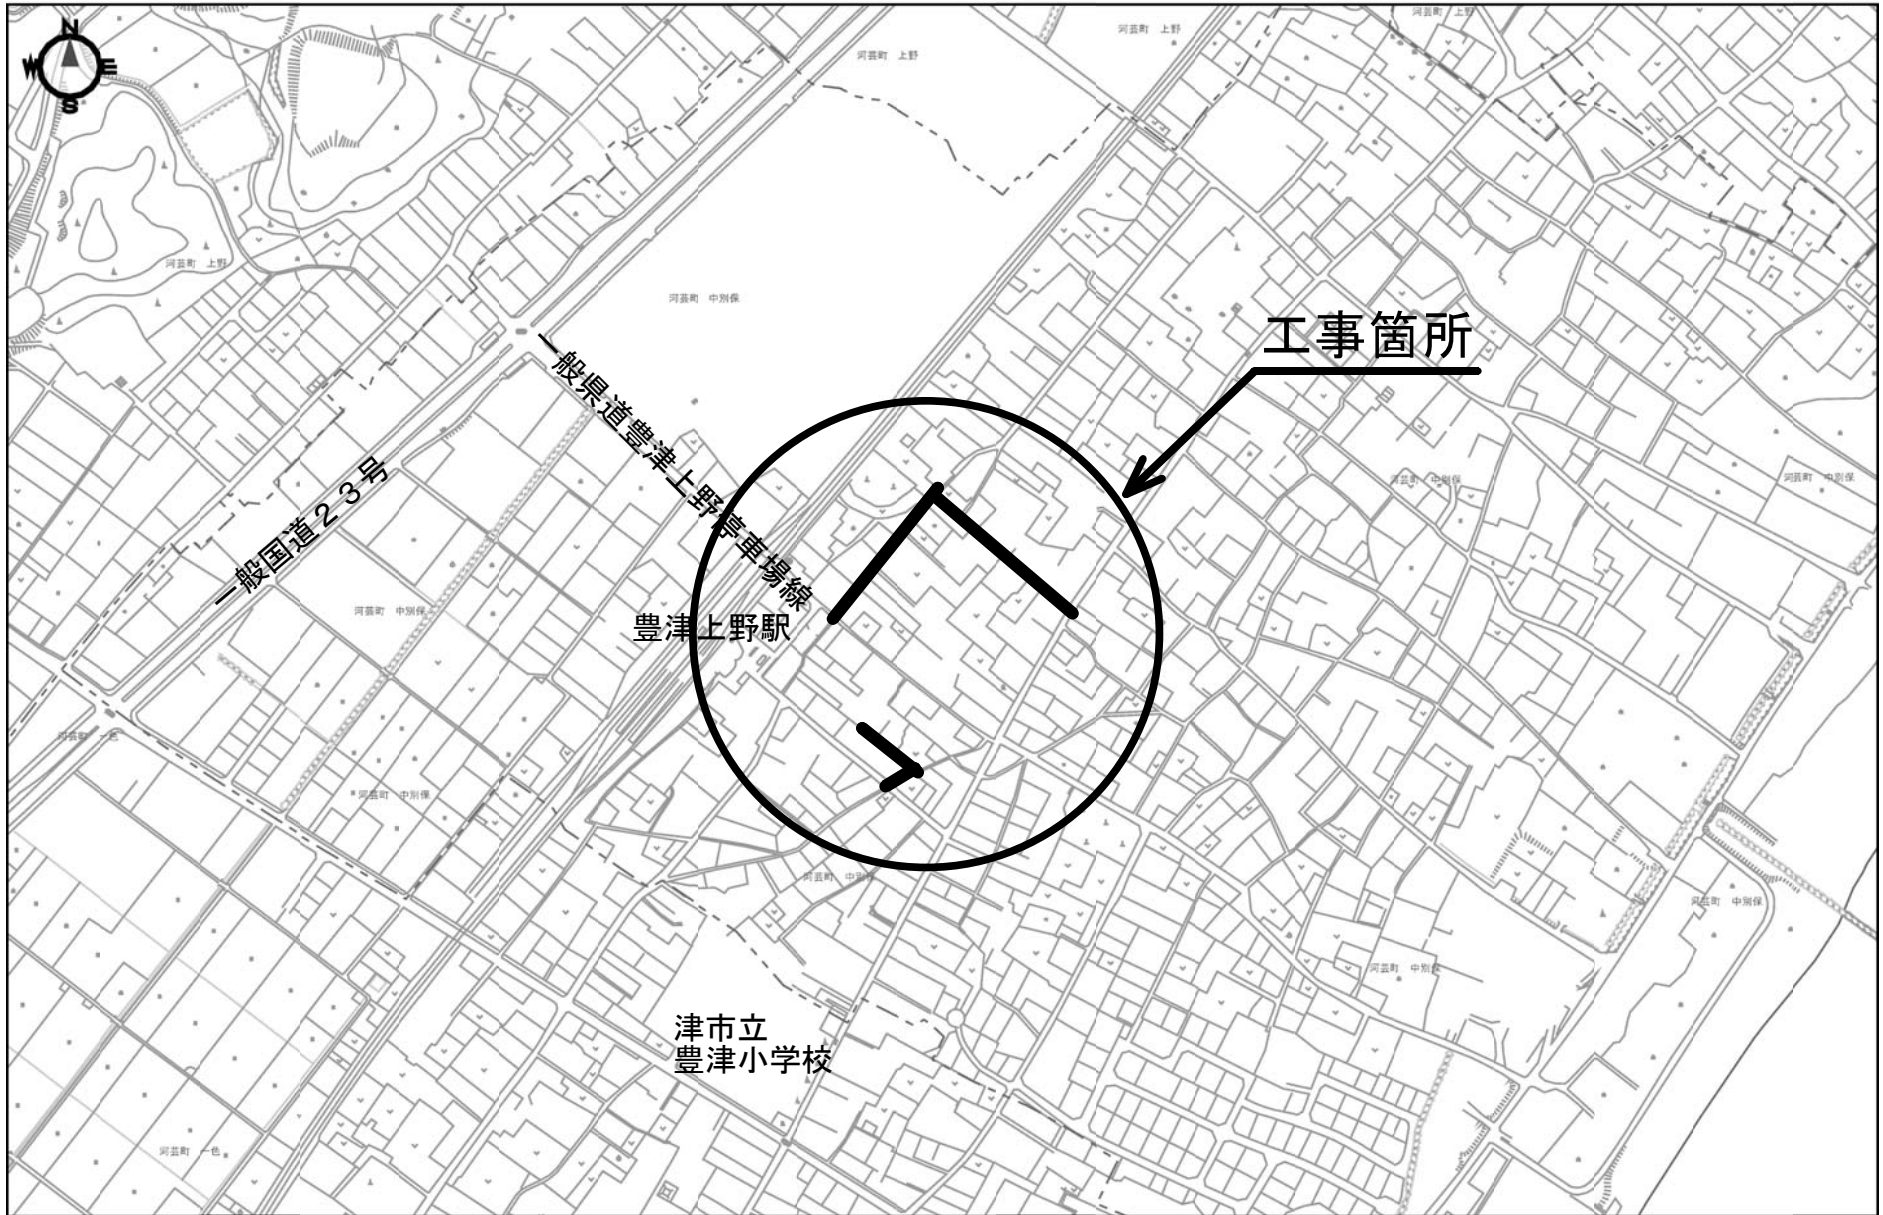 N
W E
S
河芸町 上野
河芸町 上野
河芸町 上野
河芸町 上野
河芸町 中別保
工事箇所
一般県道豊津上野停車場線
一般国道23号
河芸町 中別保
河芸町 中別保
河芸町 中別保
豊津上野駅
河芸町 一色
河芸町 中別保
河芸町 中別保
河芸町 中別保
河芸町 中別保
津市立
豊津小学校
河芸町 一色